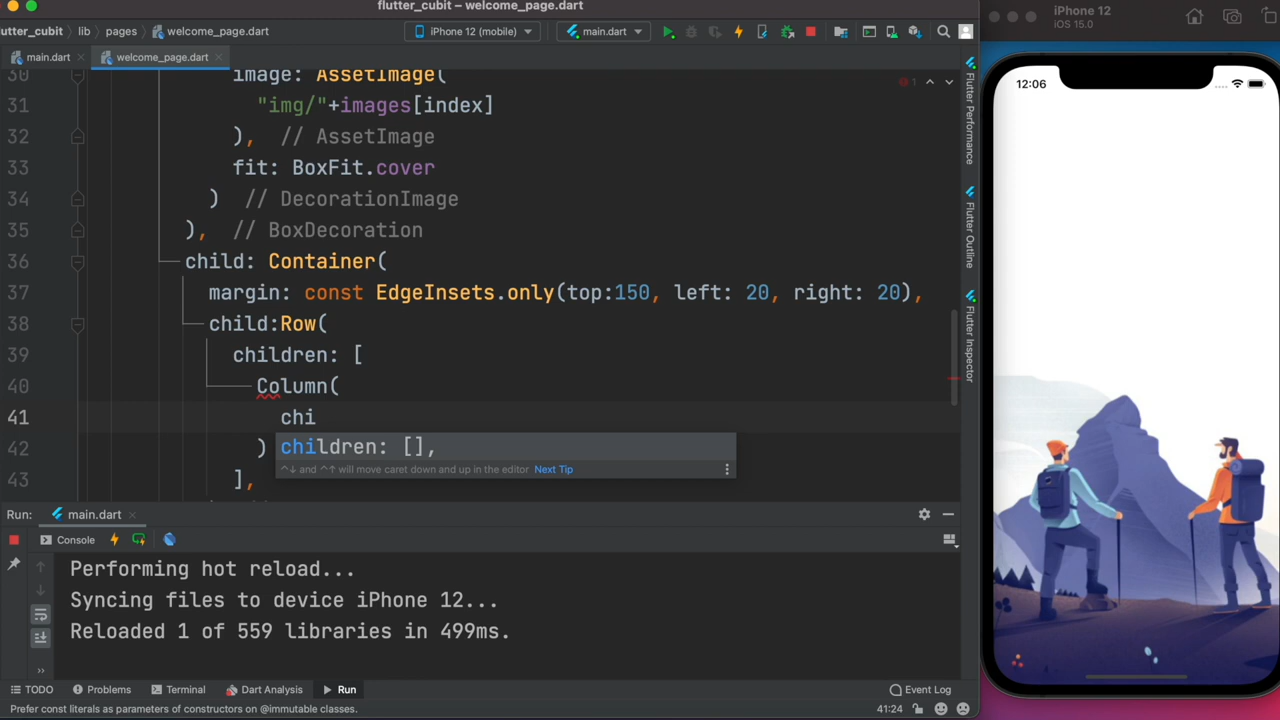 flutter_cubit – welcome_page.dart
iPhone 12
iOS 15.0
utter_cubit lib pages welcome_page.dart iPhone 12 (mobile) main.dart
main.dart welcome_page.dart
12:06
30 image: AssetImage(
1
31 "img/"+images[index]
32 ), // AssetImage
33 fit: BoxFit.cover
34 ) // DecorationImage
35 ), // BoxDecoration
36 child: Container(
37 margin: const EdgeInsets.only(top:150, left: 20, right: 20),
38 child:Row(
39 children: [
40 Column(
41 chi
42 ) children: [],
^↓ and ^↑ will move caret down and up in the editor Next Tip
43 ],
Flutter Performance
Flutter Outline
Flutter Inspector
Run: main.dart
Console
Performing hot reload...
Syncing files to device iPhone 12...
Reloaded 1 of 559 libraries in 499ms.
TODO Problems Terminal Dart Analysis Run Event Log
Prefer const literals as parameters of constructors on @immutable classes. 41:24